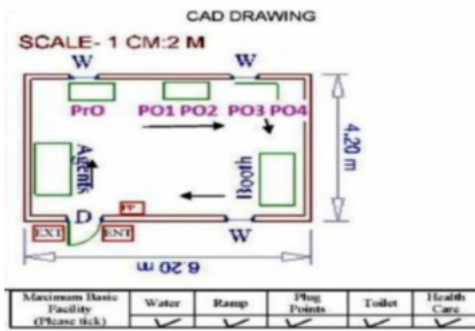 CAD DRAWING
SCALE- 1 CM:2 M
W W
PrO PO1 PO2 PO3 PO4
Agents
Booth
4.20 m
D
EXT ENT
W
6.20 m
Maximum Basic Facility (Please tick) Water Ramp Plug Points Toilet Health Care